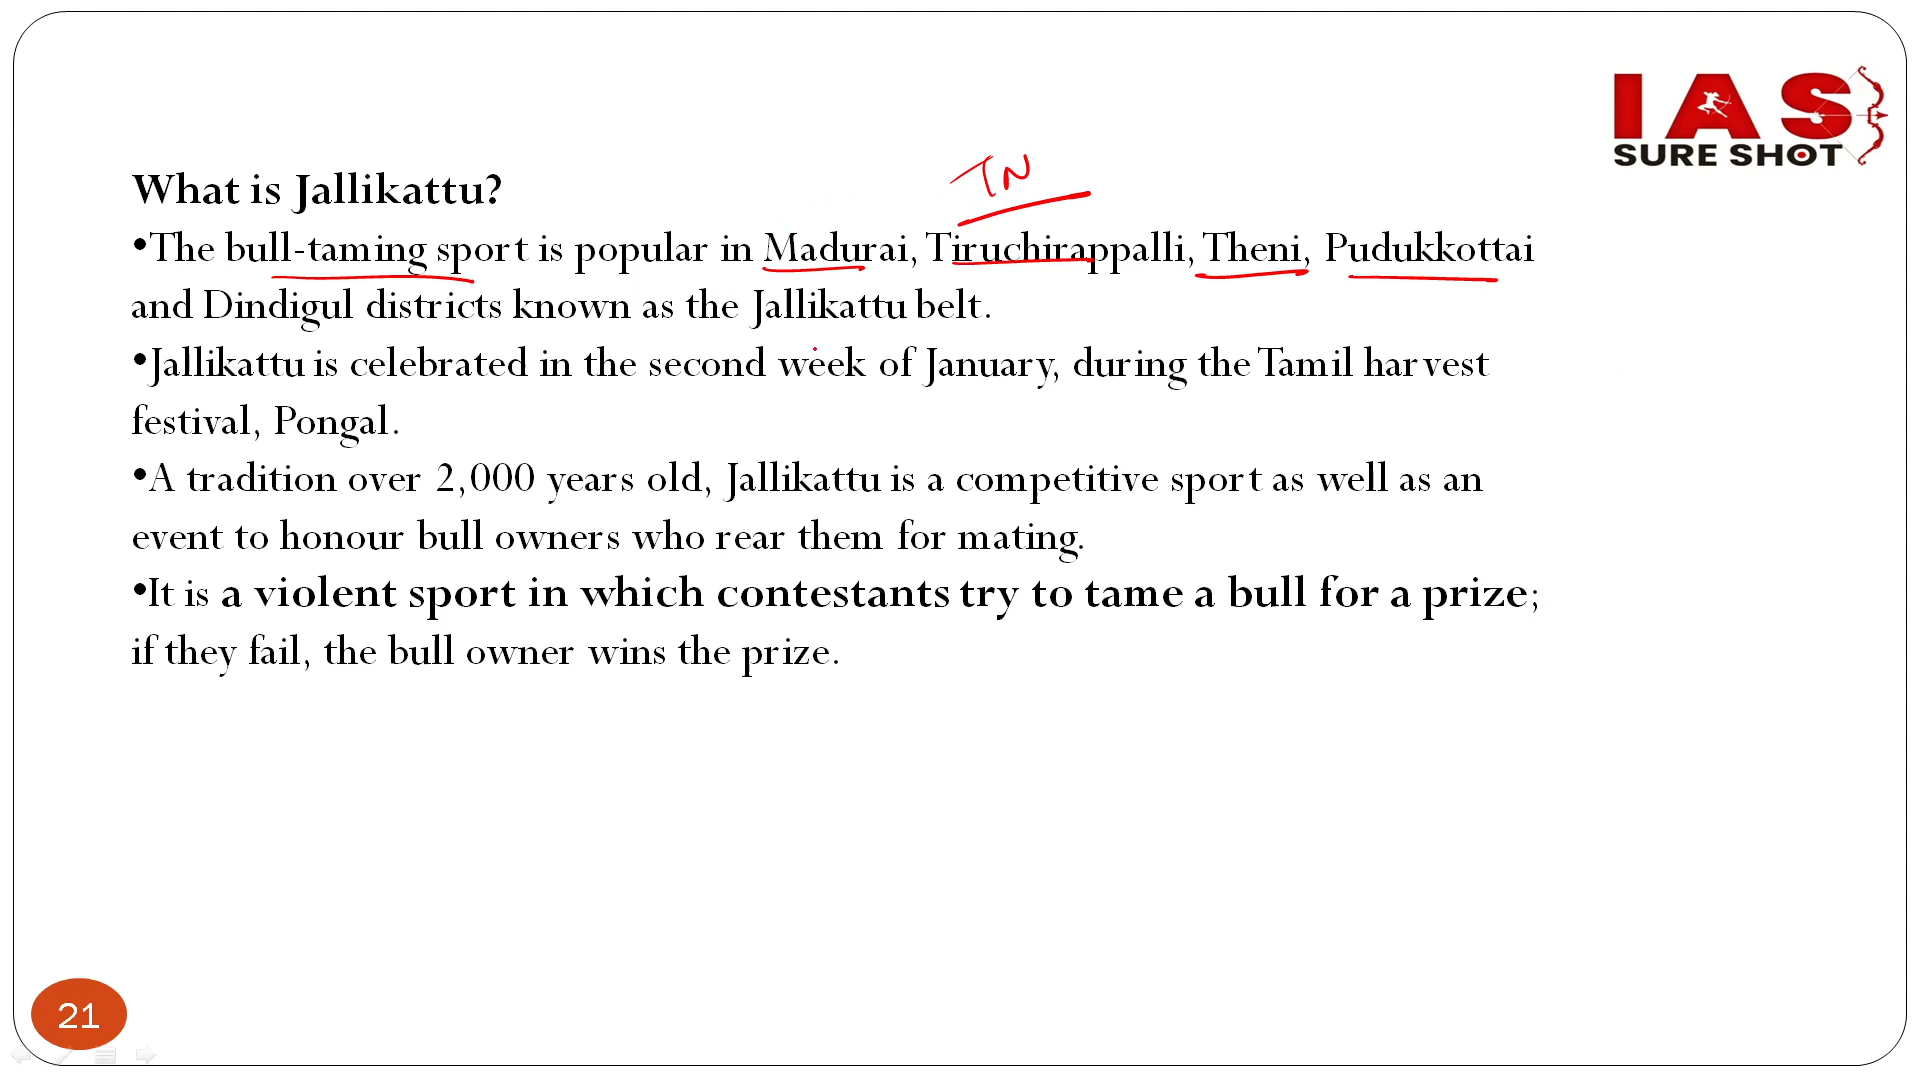 IAS
SURE SHOT
TN
What is Jallikattu?
•The bull-taming sport is popular in Madurai, Tiruchirappalli, Theni, Pudukkottai
and Dindigul districts known as the Jallikattu belt.
•Jallikattu is celebrated in the second week of January, during the Tamil harvest
festival, Pongal.
•A tradition over 2,000 years old, Jallikattu is a competitive sport as well as an
event to honour bull owners who rear them for mating.
•It is a violent sport in which contestants try to tame a bull for a prize;
if they fail, the bull owner wins the prize.
21